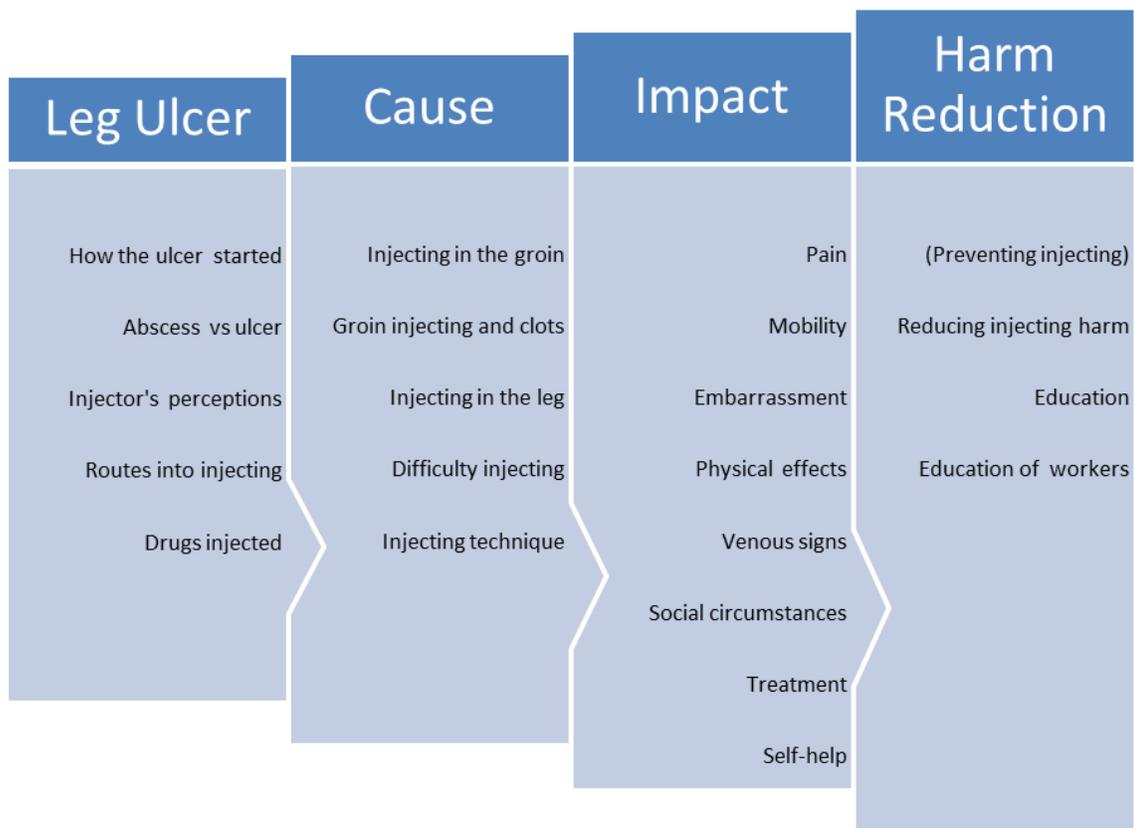 Leg Ulcer
How the ulcer started
Abscess vs ulcer
Injector's perceptions
Routes into injecting
Drugs injected
Cause
Injecting in the groin
Groin injecting and clots
Injecting in the leg
Difficulty injecting
Injecting technique
Impact
Pain
Mobility
Embarrassment
Physical effects
Venous signs
Social circumstances
Treatment
Self-help
Harm
Reduction
(Preventing injecting)
Reducing injecting harm
Education
Education of workers